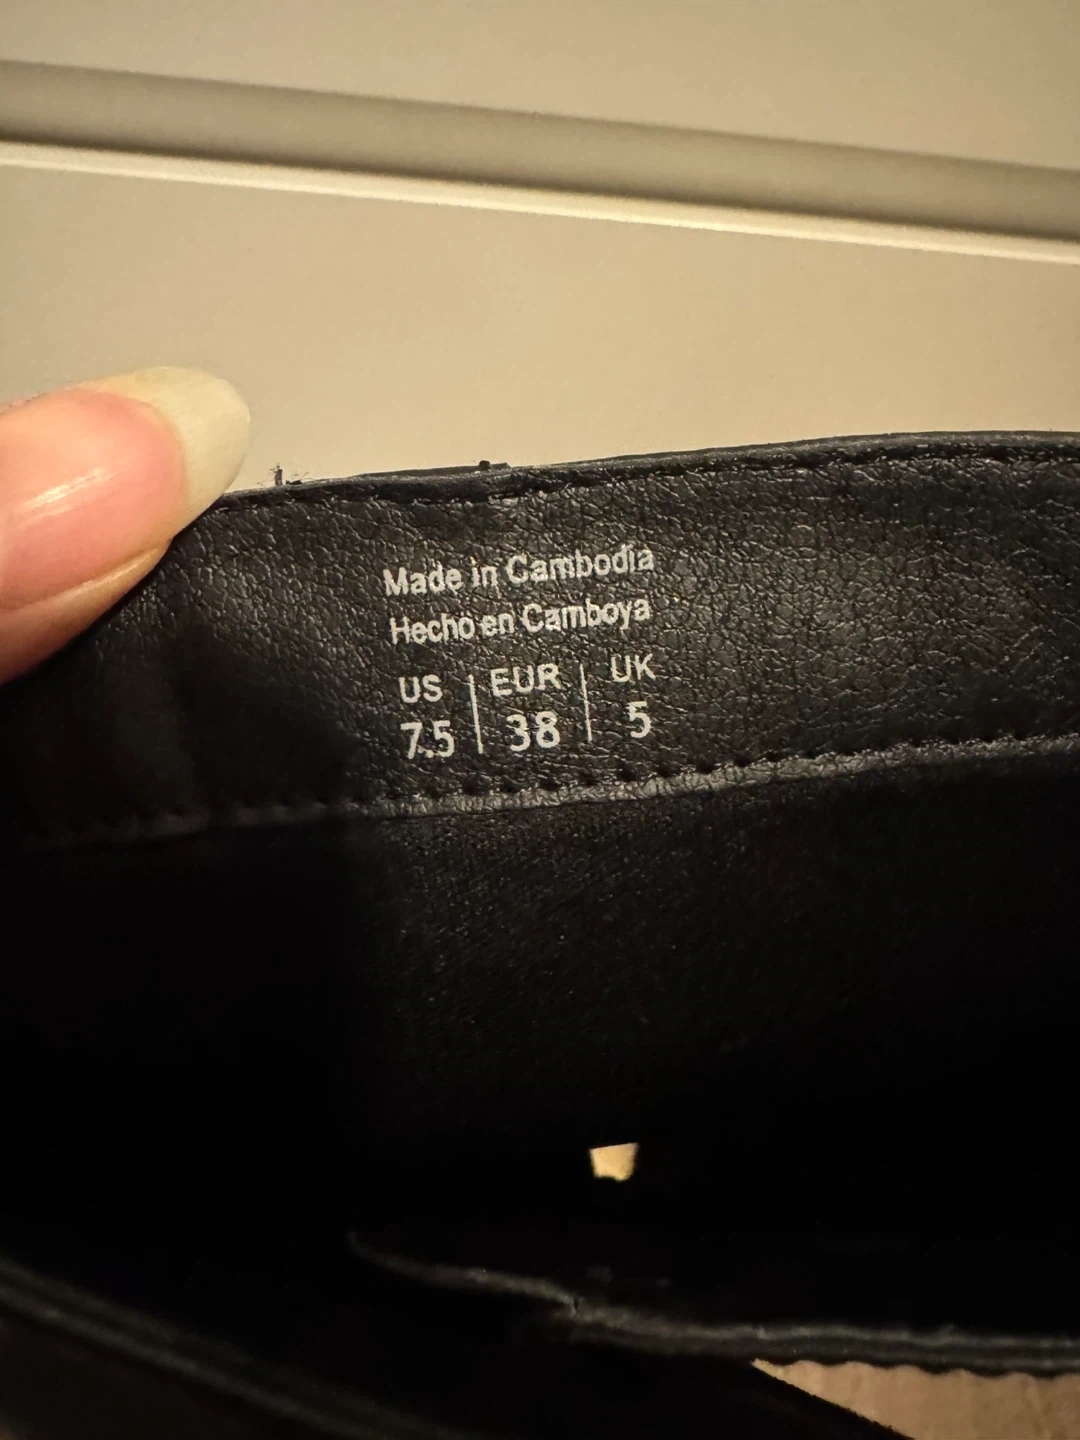 Made in Cambodia
Hecho en Camboya
US | EUR | UK
7.5 | 38 | 5